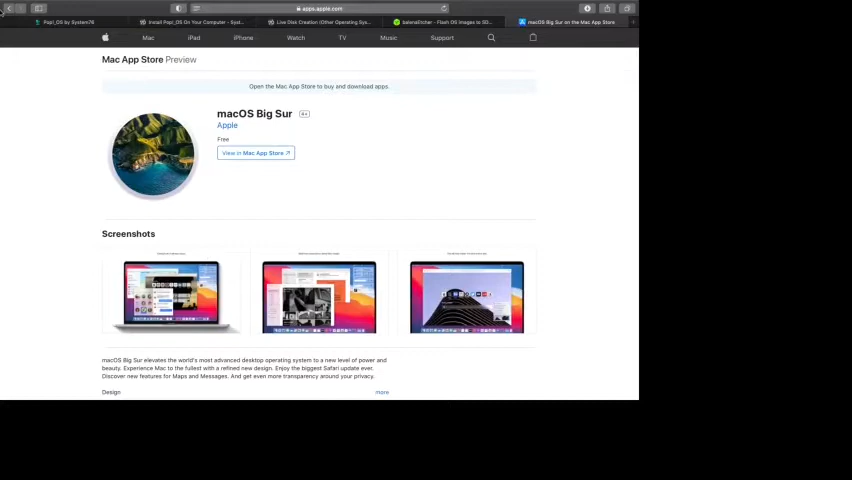 apps.apple.com
Pop!_OS by System76
Install Pop!_OS On Your Computer - Syst...
Live Disk Creation (Other Operating Sys...
balenaEtcher - Flash OS images to SD...
macOS Big Sur on the Mac App Store
Mac
iPad
iPhone
Watch
TV
Music
Support
Mac App Store Preview
Open the Mac App Store to buy and download apps.
macOS Big Sur 4+
Apple
Free
View in Mac App Store ↗
Screenshots
macOS Big Sur elevates the world's most advanced desktop operating system to a new level of power and
beauty. Experience Mac to the fullest with a refined new design. Enjoy the biggest Safari update ever.
Discover new features for Maps and Messages. And get even more transparency around your privacy.
Design
more